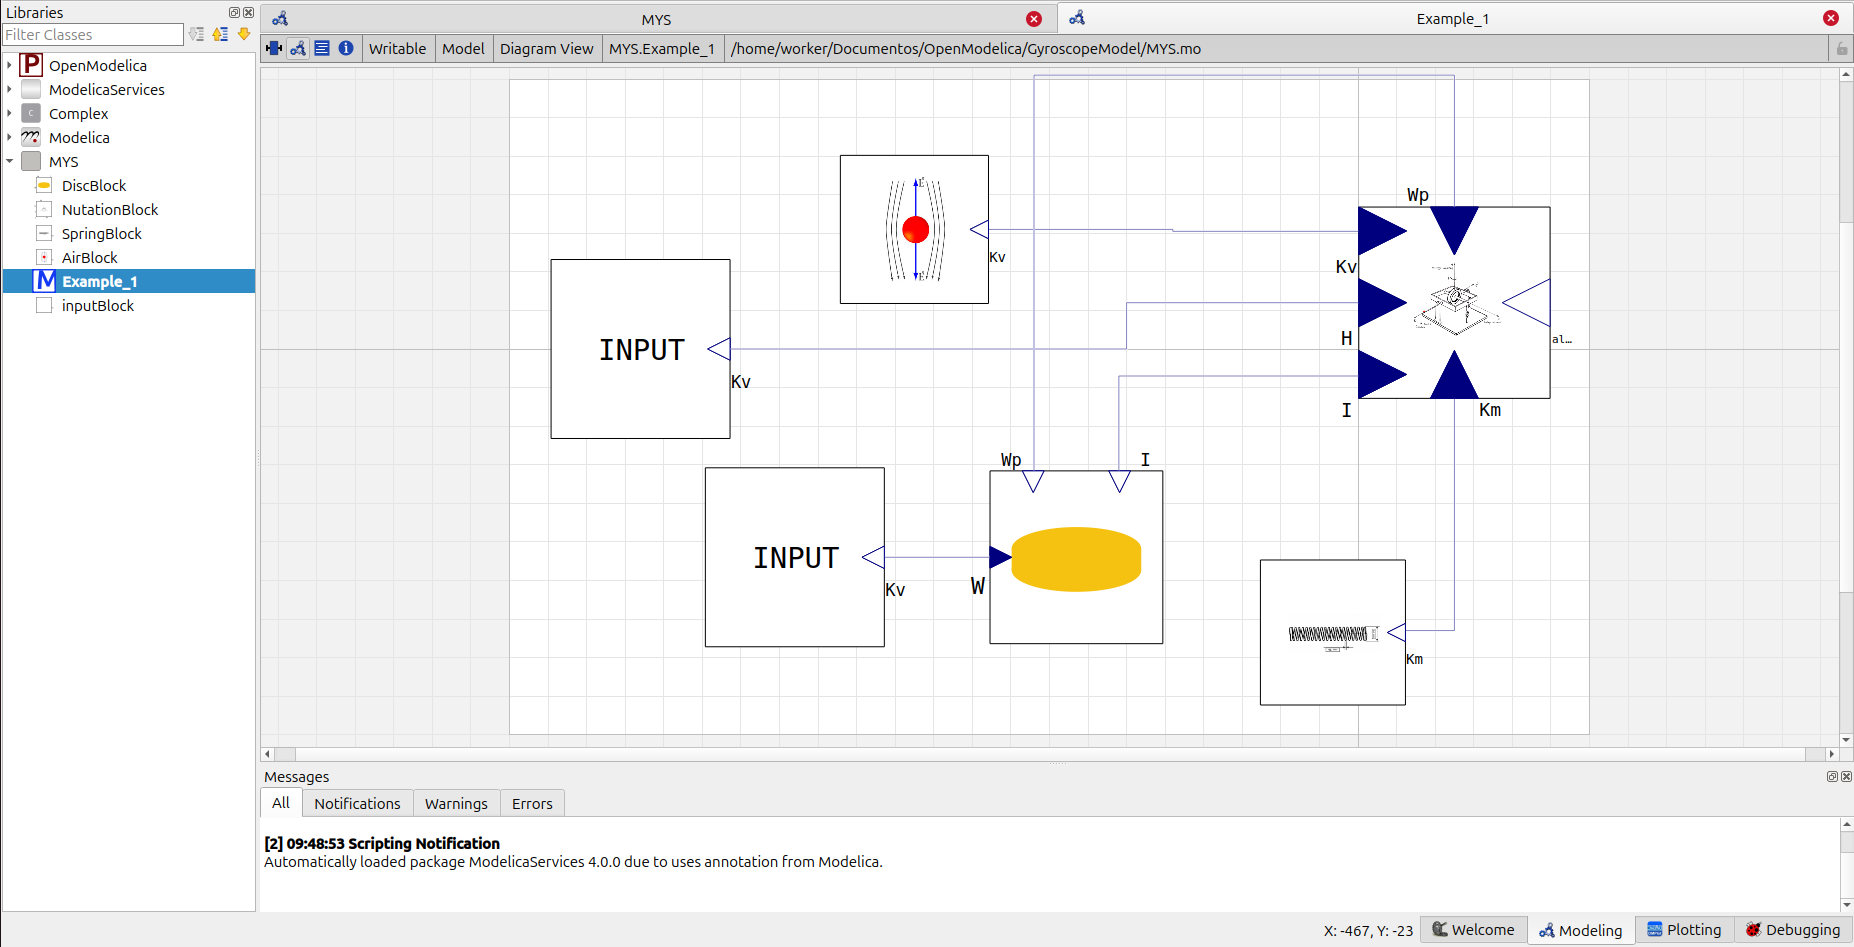 Libraries
Filter Classes
P OpenModelica
ModelicaServices
C Complex
Modelica
MYS
DiscBlock
NutationBlock
SpringBlock
AirBlock
M Example_1
inputBlock
MYS
Example_1
Writable
Model
Diagram View
MYS.Example_1
/home/worker/Documentos/OpenModelica/GyroscopeModel/MYS.mo
Kv
INPUT
Kv
INPUT
Kv
Wp
I
W
Wp
Kv
H
I
Km
al...
Km
Messages
All
Notifications
Warnings
Errors
[2] 09:48:53 Scripting Notification
Automatically loaded package ModelicaServices 4.0.0 due to uses annotation from Modelica.
X: -467, Y: -23
Welcome
Modeling
Plotting
Debugging